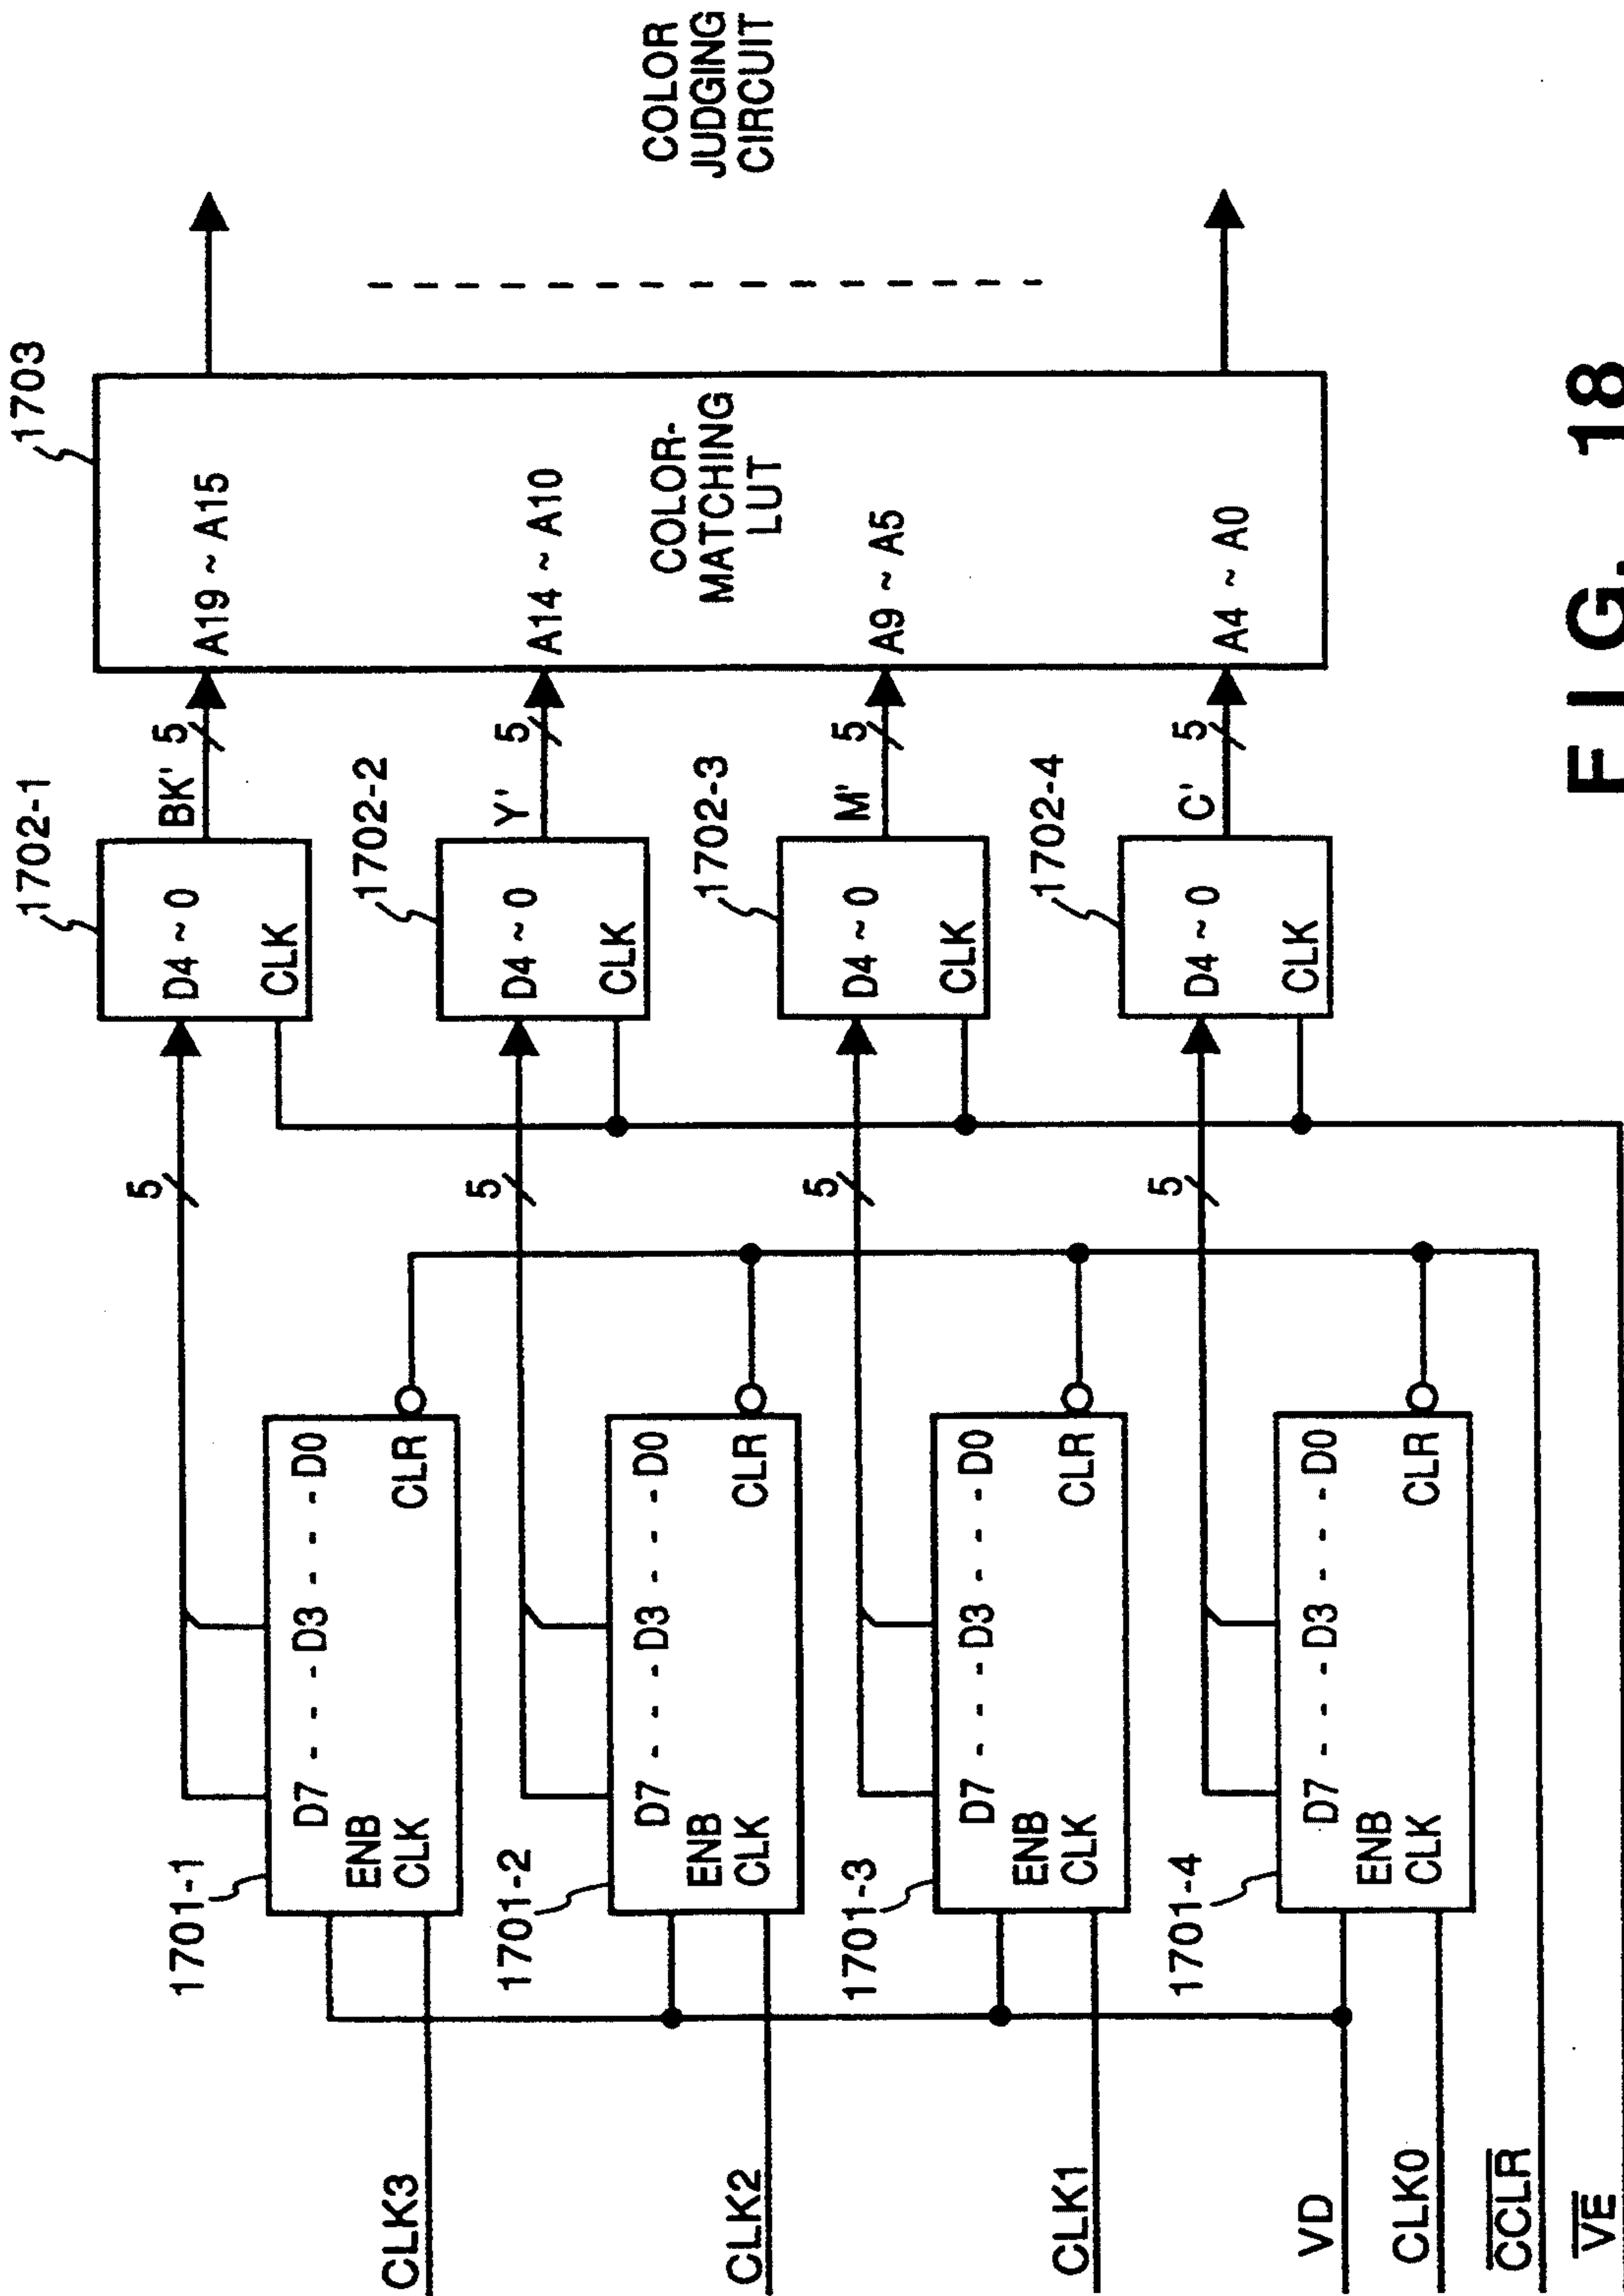 1703
COLOR
JUDGING
CIRCUIT
A19 ~ A15
A14 ~ A10
COLOR-
MATCHING
LUT
A9 ~ A5
A4 ~ A0
BK' 5
Y' 5
M' 5
C' 5
1702-1
D4 ~ 0
CLK
1702-2
D4 ~ 0
CLK
1702-3
D4 ~ 0
CLK
1702-4
D4 ~ 0
CLK
5
5
5
5
1701-1
D7 - - - - D3 - - - - D0
ENB
CLK
CLR
1701-2
D7 - - - - D3 - - - - D0
ENB
CLK
CLR
1701-3
D7 - - - - D3 - - - - D0
ENB
CLK
CLR
1701-4
D7 - - - - D3 - - - - D0
ENB
CLK
CLR
CLK3
CLK2
CLK1
VD
CLK0
CCLR
VE
FIG. 18